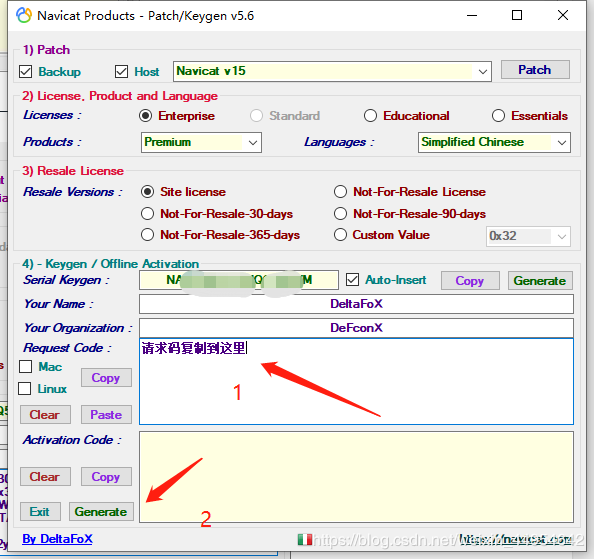 Navicat Products - Patch/Keygen v5.6
1) Patch
Backup Host Navicat v15 Patch
2) License, Product and Language
Licenses : Enterprise Standard Educational Essentials
Products : Premium Languages : Simplified Chinese
3) Resale License
Resale Versions : Site license Not-For-Resale License
Not-For-Resale-30-days Not-For-Resale-90-days
Not-For-Resale-365-days Custom Value 0x32
4) - Keygen / Offline Activation
Serial Keygen : Auto-Insert Copy Generate
Your Name : DeltaFoX
Your Organization : DeFconX
Request Code : 请求码复制到这里
Mac
Linux
Copy
1
Clear Paste
Activation Code :
Clear Copy
Exit Generate
2
By DeltaFoX
https://blog.csdn.net/